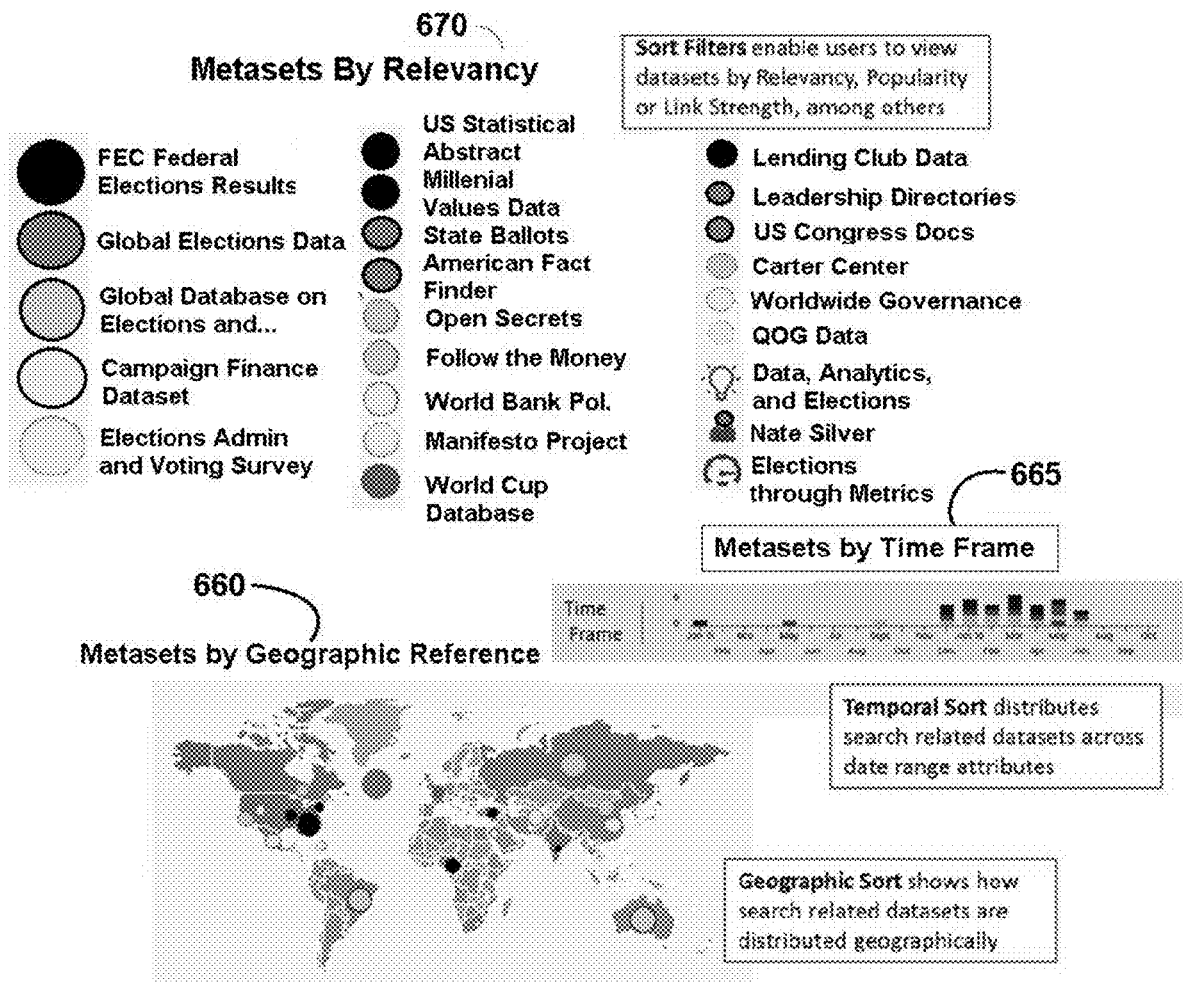 670
Metasets By Relevancy
Sort Filters enable users to view
datasets by Relevancy, Popularity
or Link Strength, among others
FEC Federal
Elections Results
Global Elections Data
Global Database on
Elections and...
Campaign Finance
Dataset
Elections Admin
and Voting Survey
US Statistical
Abstract
Millenial
Values Data
State Ballots
American Fact
Finder
Open Secrets
Follow the Money
World Bank Pol.
Manifesto Project
World Cup
Database
Lending Club Data
Leadership Directories
US Congress Docs
Carter Center
Worldwide Governance
QOG Data
Data, Analytics,
and Elections
Nate Silver
Elections
through Metrics
665
Metasets by Time Frame
Time
Frame
660
Metasets by Geographic Reference
Temporal Sort distributes
search related datasets across
date range attributes
Geographic Sort shows how
search related datasets are
distributed geographically